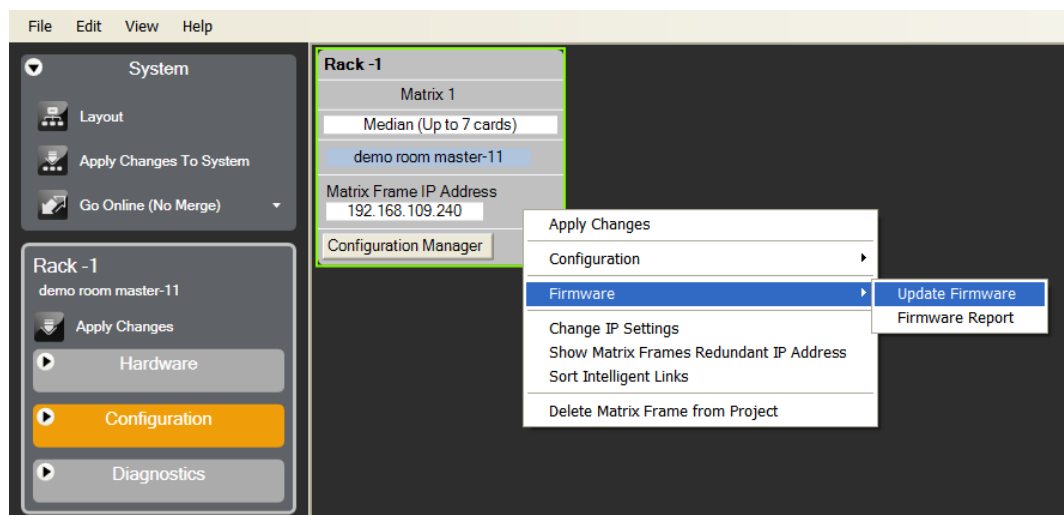 File Edit View Help
System
Layout
Apply Changes To System
Go Online (No Merge)
Rack -1
demo room master-11
Apply Changes
Hardware
Configuration
Diagnostics
Rack -1
Matrix 1
Median (Up to 7 cards)
demo room master-11
Matrix Frame IP Address
192.168.109.240
Configuration Manager
Apply Changes
Configuration
Firmware
Change IP Settings
Show Matrix Frames Redundant IP Address
Sort Intelligent Links
Delete Matrix Frame from Project
Update Firmware
Firmware Report